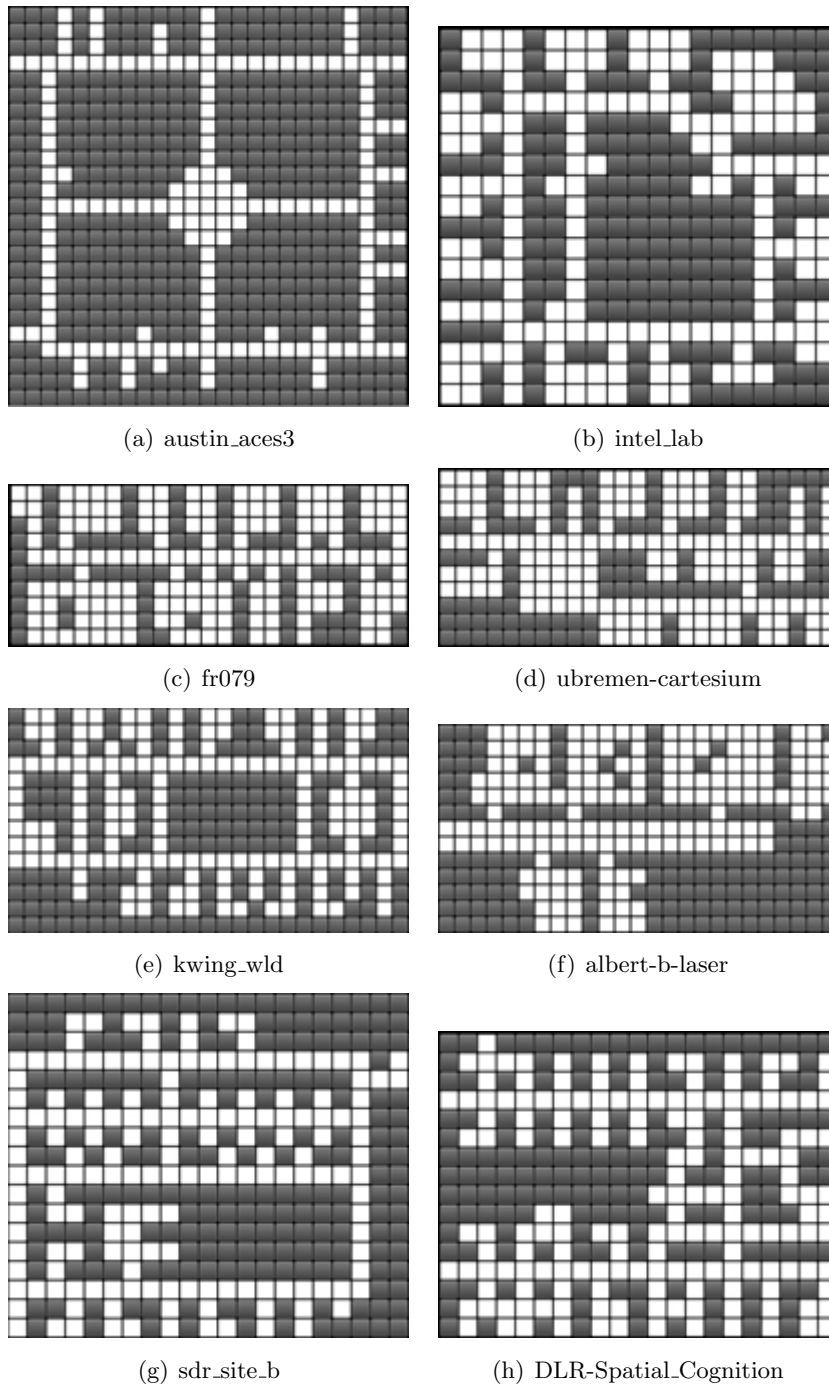 (a) austin_aces3
(b) intel_lab
(c) fr079
(d) ubremen-cartesium
(e) kwing_wld
(f) albert-b-laser
(g) sdr_site_b
(h) DLR-Spatial_Cognition